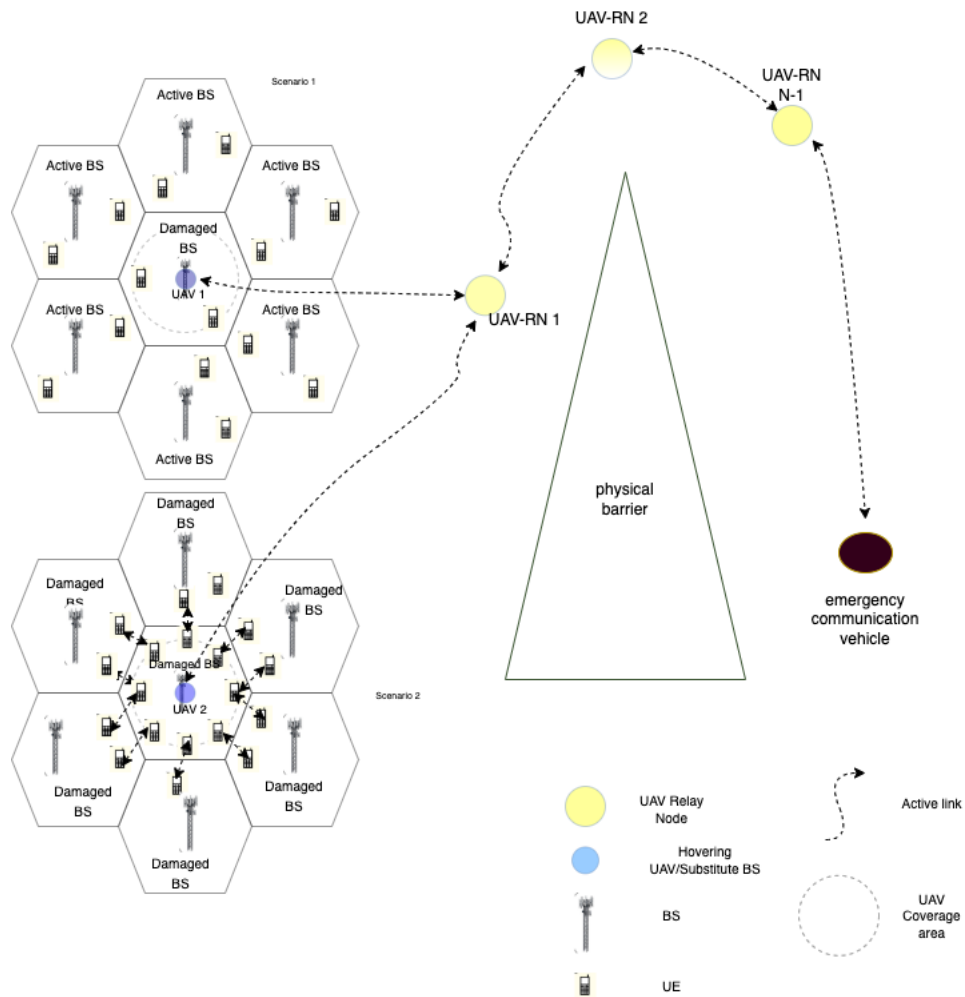 UAV-RN 2
UAV-RN
N-1
Scenario 1
Active BS
Active BS
Active BS
Damaged
BS
UAV 1
Active BS
Active BS
Active BS
UAV-RN 1
physical
barrier
emergency
communication
vehicle
Damaged
BS
Damaged
BS
Damaged
BS
Damaged BS
UAV 2
Scenario 2
Damaged
BS
Damaged
BS
Damaged
BS
UAV Relay
Node
Active link
Hovering
UAV/Substitute BS
BS
UAV
Coverage
area
UE